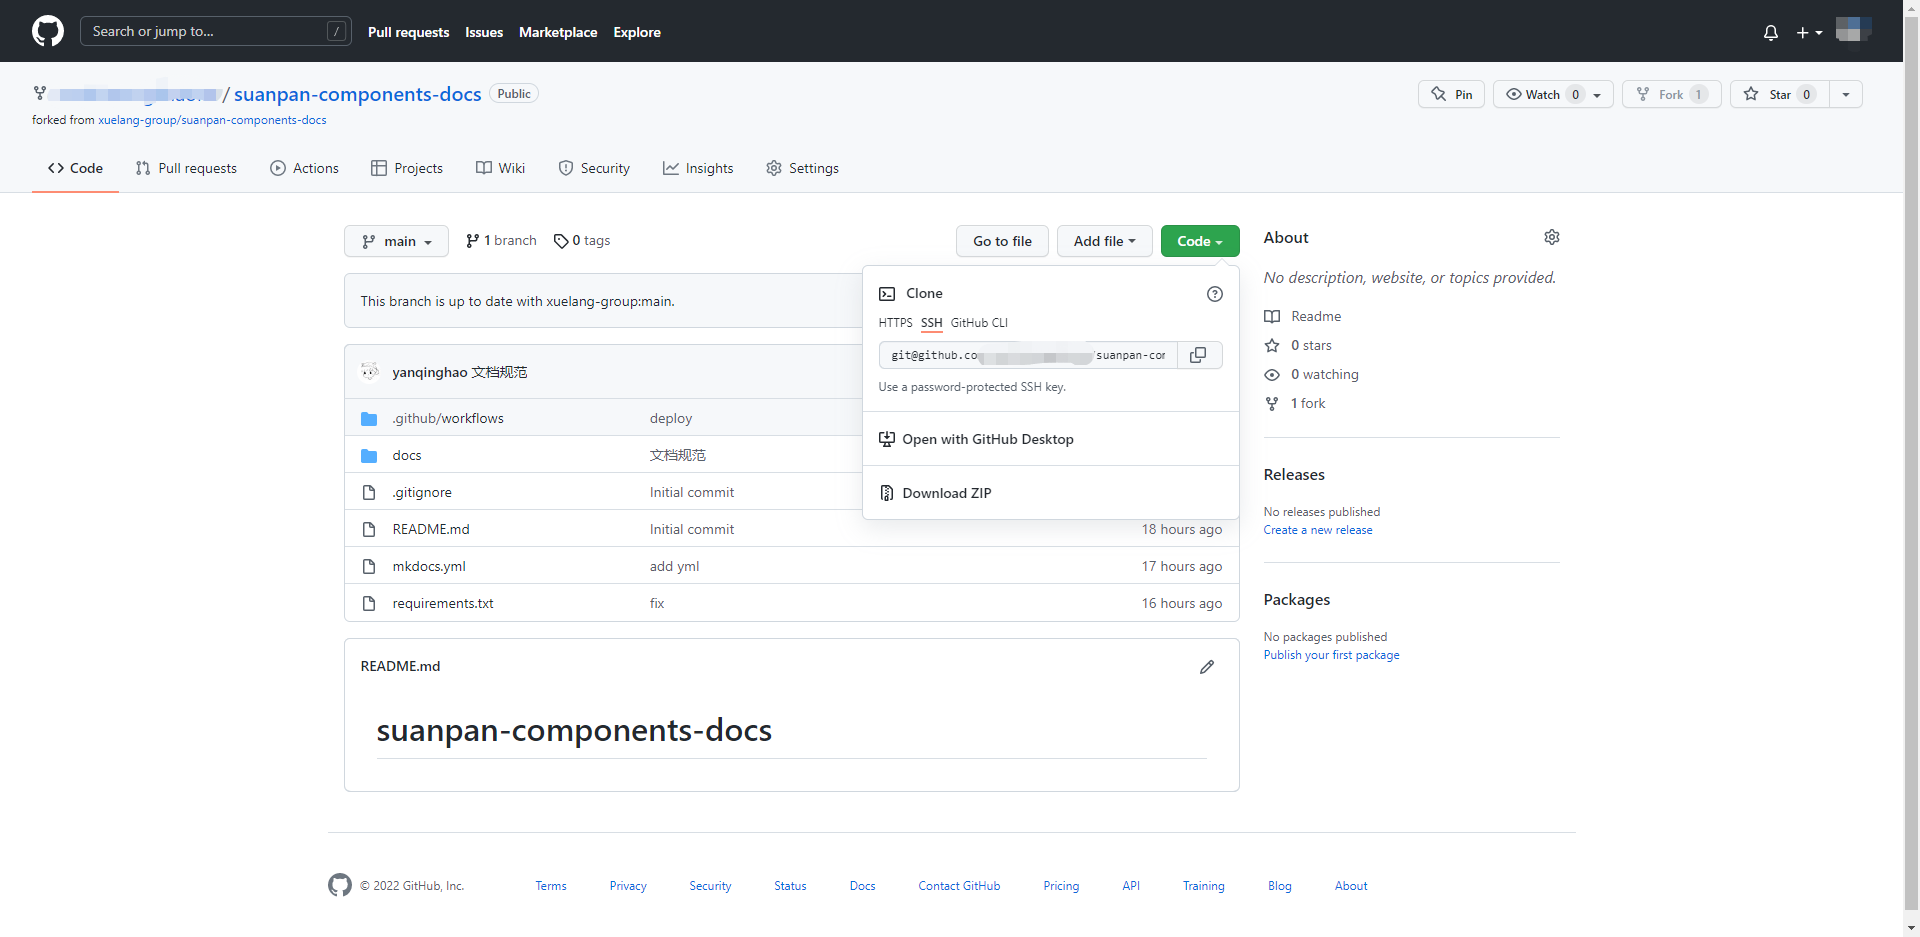 Search or jump to... /
Pull requests Issues Marketplace Explore
/ suanpan-components-docs Public
Pin Watch 0 Fork 1 Star 0
forked from xuelang-group/suanpan-components-docs
Code Pull requests Actions Projects Wiki Security Insights Settings
main 1 branch 0 tags
Go to file Add file Code
This branch is up to date with xuelang-group:main.
yanqinghao 文档规范
.github/workflows deploy
docs 文档规范
.gitignore Initial commit
README.md Initial commit 18 hours ago
mkdocs.yml add yml 17 hours ago
requirements.txt fix 16 hours ago
Clone
HTTPS SSH GitHub CLI
git@github.co /suanpan-cor
Use a password-protected SSH key.
Open with GitHub Desktop
Download ZIP
README.md
suanpan-components-docs
About
No description, website, or topics provided.
Readme
0 stars
0 watching
1 fork
Releases
No releases published
Create a new release
Packages
No packages published
Publish your first package
© 2022 GitHub, Inc. Terms Privacy Security Status Docs Contact GitHub Pricing API Training Blog About